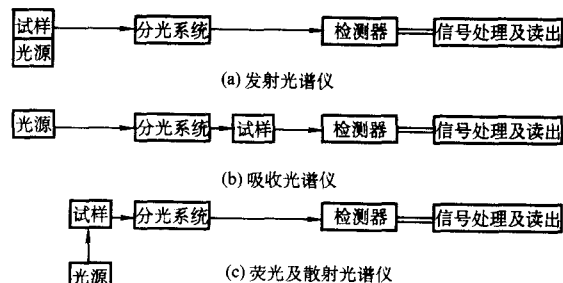 试样 分光系统 检测器 信号处理及读出
光源
(a) 发射光谱仪
光源 分光系统 试样 检测器 信号处理及读出
(b) 吸收光谱仪
试样 分光系统 检测器 信号处理及读出
光源 (c) 荧光及散射光谱仪